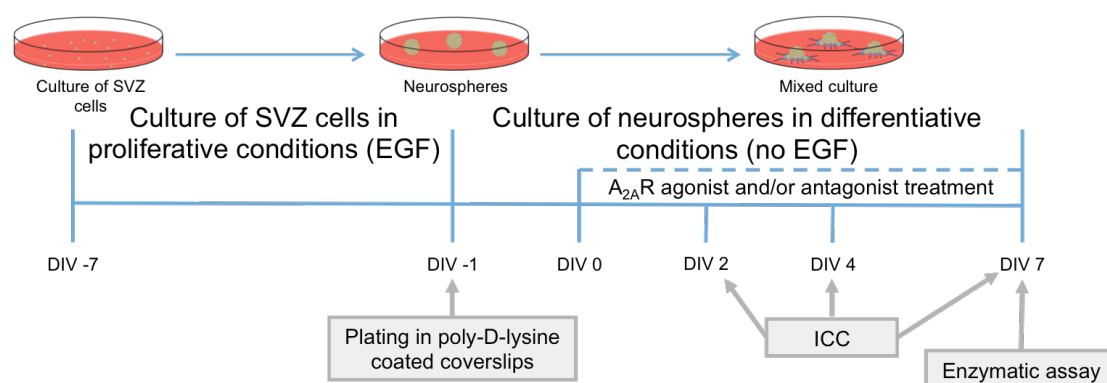 Culture of SVZ
cells
Neurospheres
Mixed culture
Culture of SVZ cells in
proliferative conditions (EGF)
Culture of neurospheres in differentiative
conditions (no EGF)
A2AR agonist and/or antagonist treatment
DIV -7
DIV -1
DIV 0
DIV 2
DIV 4
DIV 7
Plating in poly-D-lysine
coated coverslips
ICC
Enzymatic assay